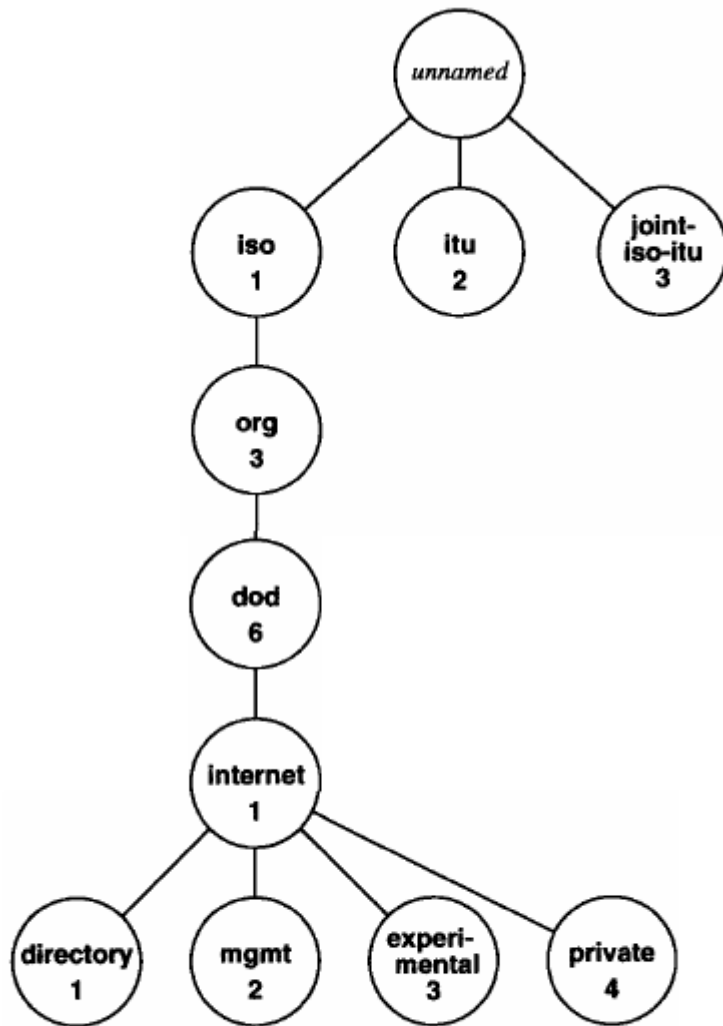 unnamed
iso
1
itu
2
joint-
iso-itu
3
org
3
dod
6
internet
1
directory
1
mgmt
2
experi-
mental
3
private
4